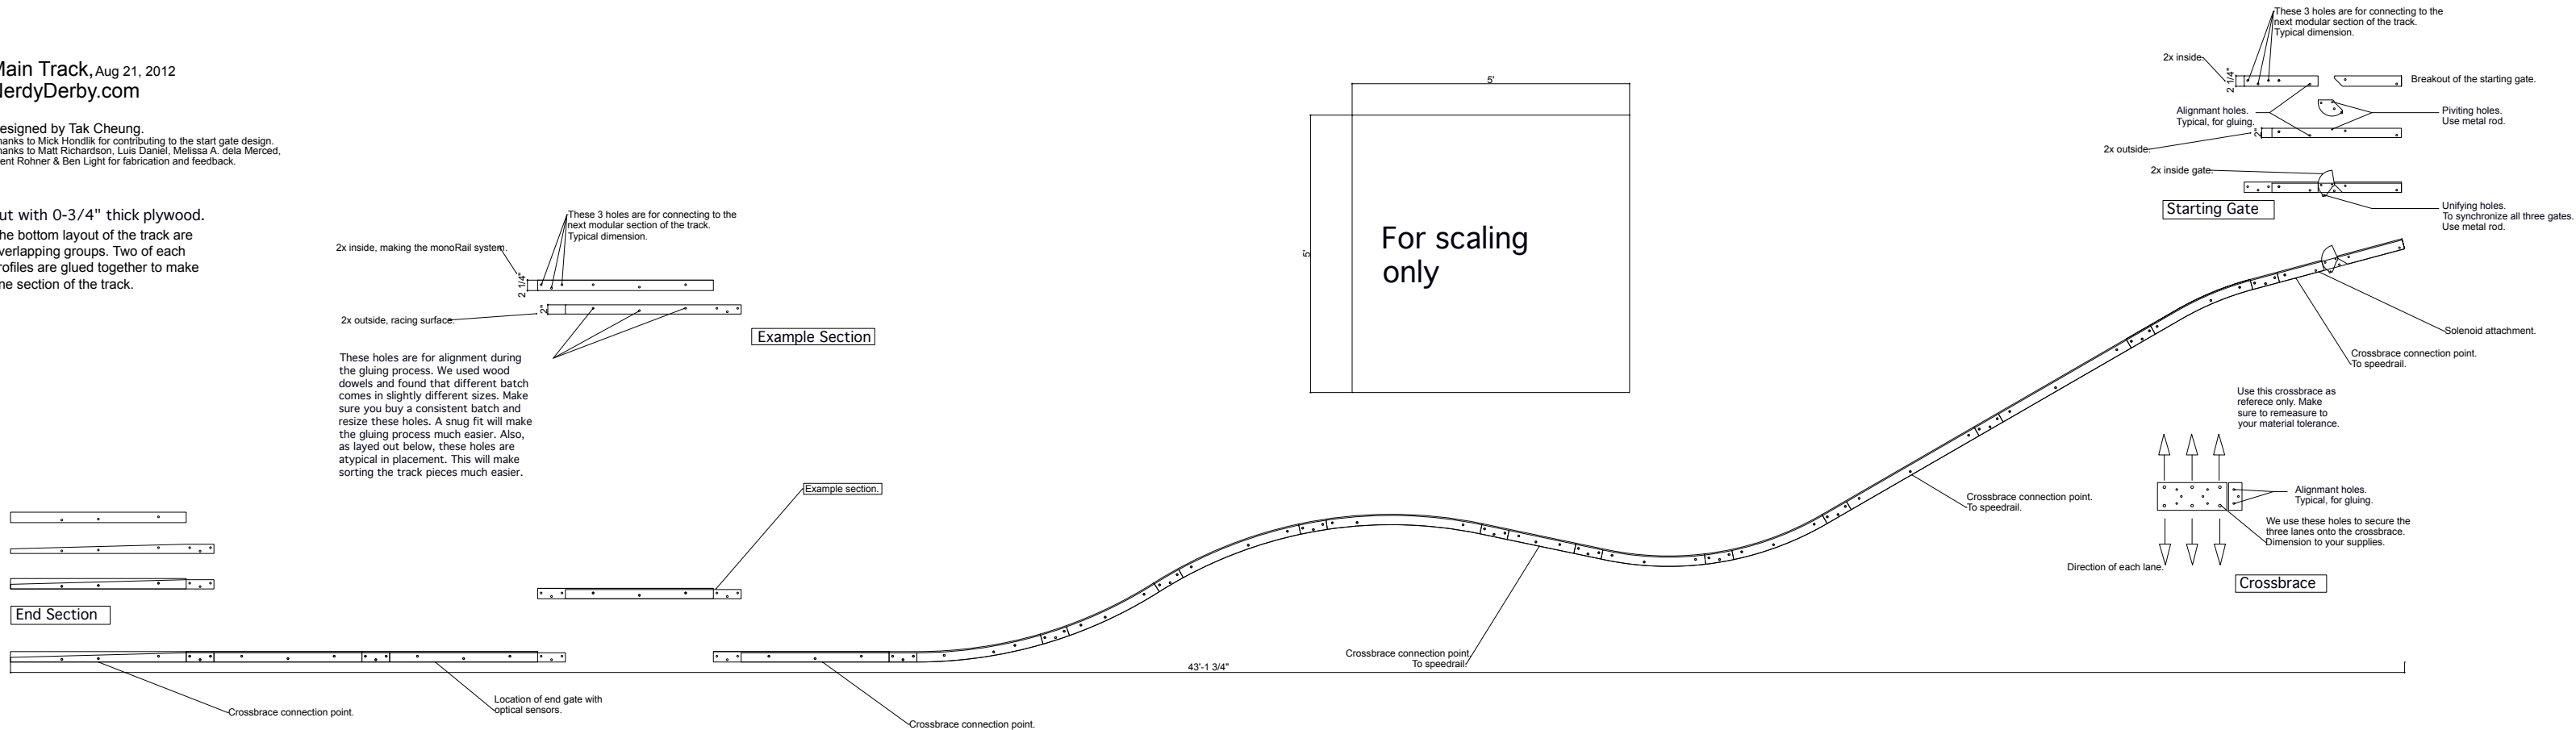 Main Track, Aug 21, 2012
NerdyDerby.com
esigned by Tak Cheung.
hanks to Mick Hondlik for contributing to the start gate design.
hanks to Matt Richardson, Luis Daniel, Melissa A. dela Merced,
ent Rohner & Ben Light for fabrication and feedback.
ut with 0-3/4" thick plywood.
he bottom layout of the track are
verlapping groups. Two of each
rofiles are glued together to make
ne section of the track.
These 3 holes are for connecting to the
next modular section of the track.
Typical dimension.
2x inside, making the monoRail system.
2 1/4"
2"
2x outside, racing surface.
Example Section
These holes are for alignment during
the gluing process. We used wood
dowels and found that different batch
comes in slightly different sizes. Make
sure you buy a consistent batch and
resize these holes. A snug fit will make
the gluing process much easier. Also,
as layed out below, these holes are
atypical in placement. This will make
sorting the track pieces much easier.
Example section.
End Section
Crossbrace connection point.
Location of end gate with
optical sensors.
Crossbrace connection point.
43'-1 3/4"
5'
5'
For scaling
only
Crossbrace connection point.
To speedrail.
Crossbrace connection point.
To speedrail.
These 3 holes are for connecting to the
next modular section of the track.
Typical dimension.
2x inside.
2 1/4"
Breakout of the starting gate.
Alignmant holes.
Typical, for gluing.
Piviting holes.
Use metal rod.
2"
2x outside.
2x inside gate.
Starting Gate
Unifying holes.
To synchronize all three gates.
Use metal rod.
Solenoid attachment.
Crossbrace connection point.
To speedrail.
Use this crossbrace as
referece only. Make
sure to remeasure to
your material tolerance.
Alignmant holes.
Typical, for gluing.
We use these holes to secure the
three lanes onto the crossbrace.
Dimension to your supplies.
Direction of each lane.
Crossbrace